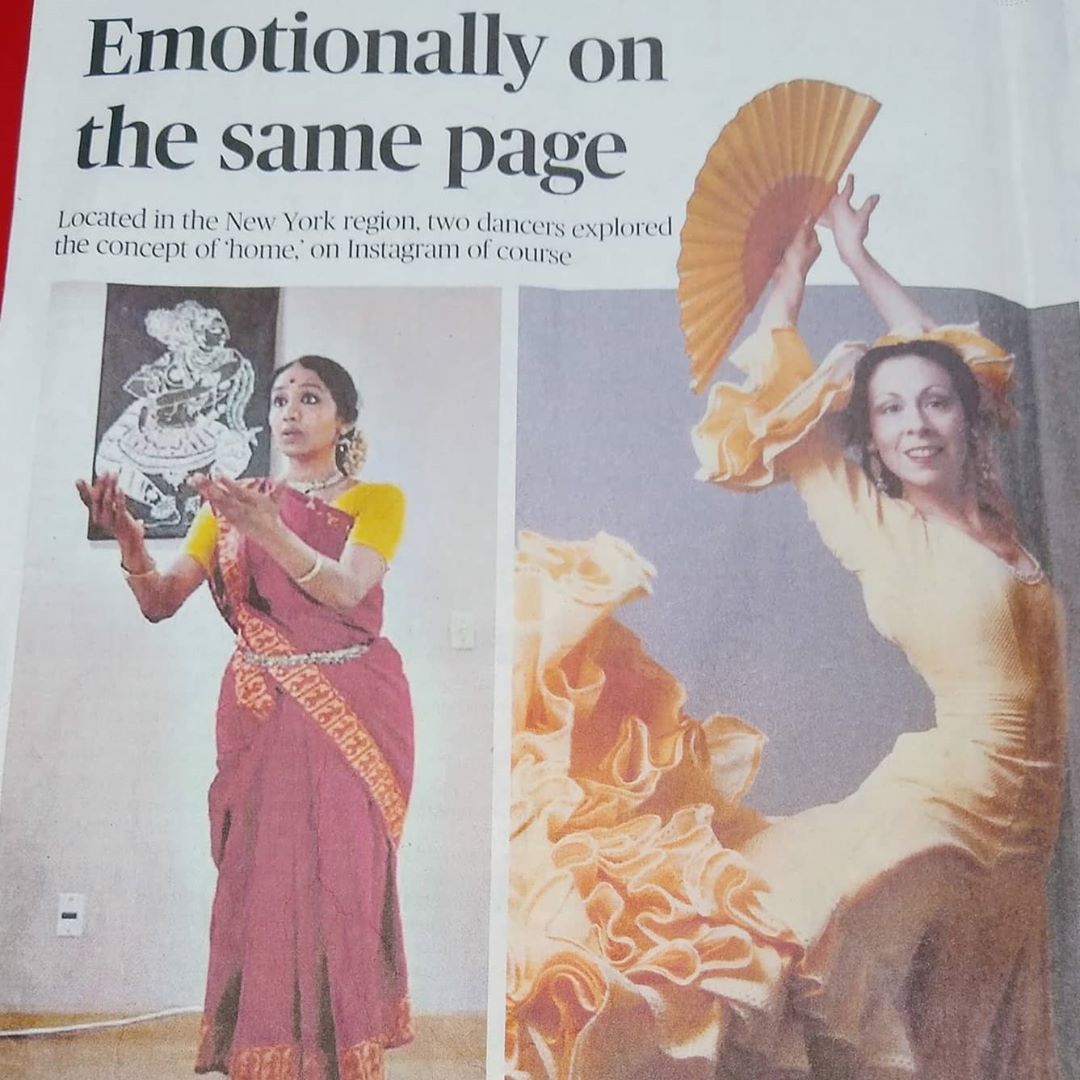 Emotionally on
the same page
Located in the New York region, two dancers explored
the concept of ‘home,’ on Instagram of course